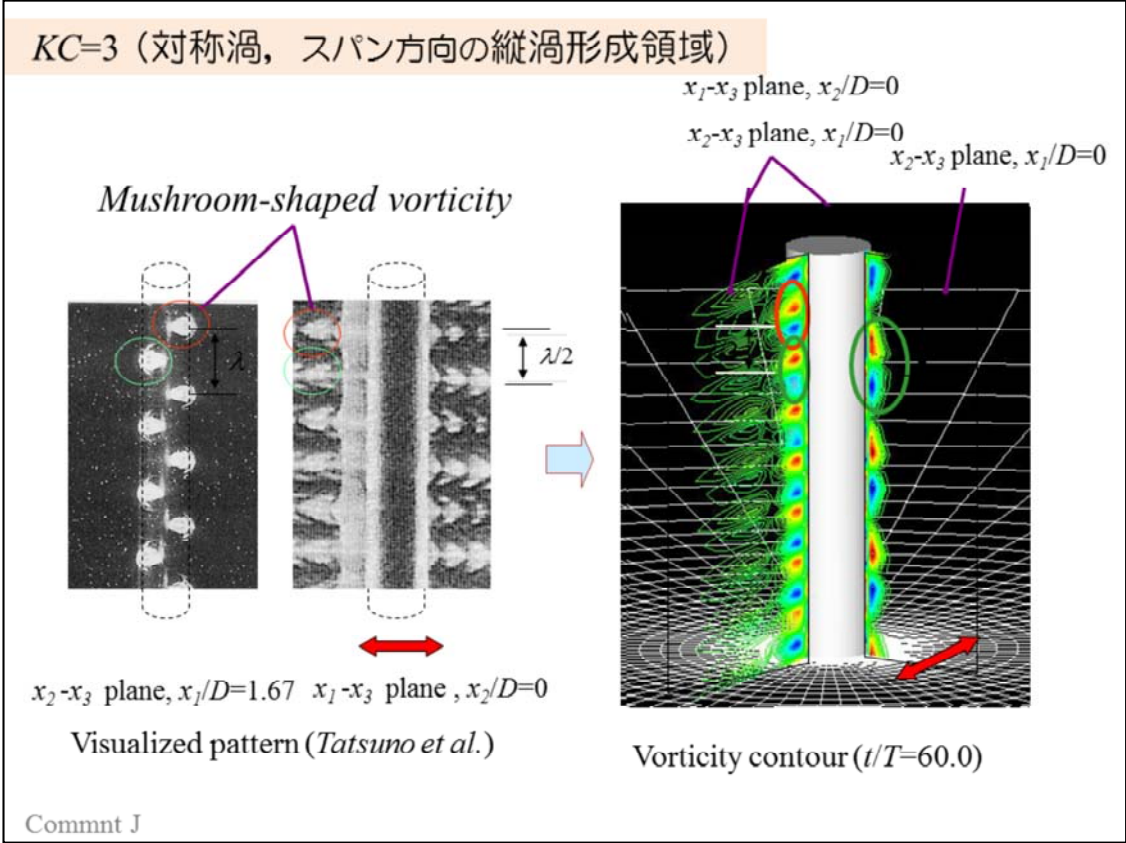 KC=3（対称渦，スパン方向の縦渦形成領域）
x1-x3 plane, x2/D=0
x2-x3 plane, x1/D=0
x2-x3 plane, x1/D=0
Mushroom-shaped vorticity
λ
λ/2
x2-x3 plane, x1/D=1.67
x1-x3 plane , x2/D=0
Visualized pattern (Tatsuno et al.)
Vorticity contour (t/T=60.0)
Commnt J